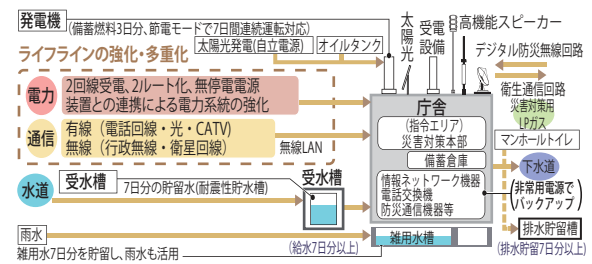 発電機 (備蓄燃料3日分、節電モードで7日間連続運転対応)
太陽光
受電設備
高機能スピーカー
ライフラインの強化・多重化
太陽光発電(自立電源)
オイルタンク
デジタル防災無線回路
衛生通信回路
電力
2回線受電、2ルート化、無停電電源
装置との連携による電力系統の強化
災害対策用
LPガス
庁舎
(指令エリア)
災害対策本部
マンホールトイレ
通信
有線(電話回線・光・CATV)
無線(行政無線・衛星回線)
無線LAN
備蓄倉庫
下水道
水道
受水槽
7日分の貯留水(耐震性貯水槽)
受水槽
情報ネットワーク機器
電話交換機
防災通信機器等
(非常用電源で
バックアップ)
雨水
雑用水槽
排水貯留槽
雑用水7日分を貯留し、雨水も活用
(給水7日分以上)
(排水貯留7日分以上)